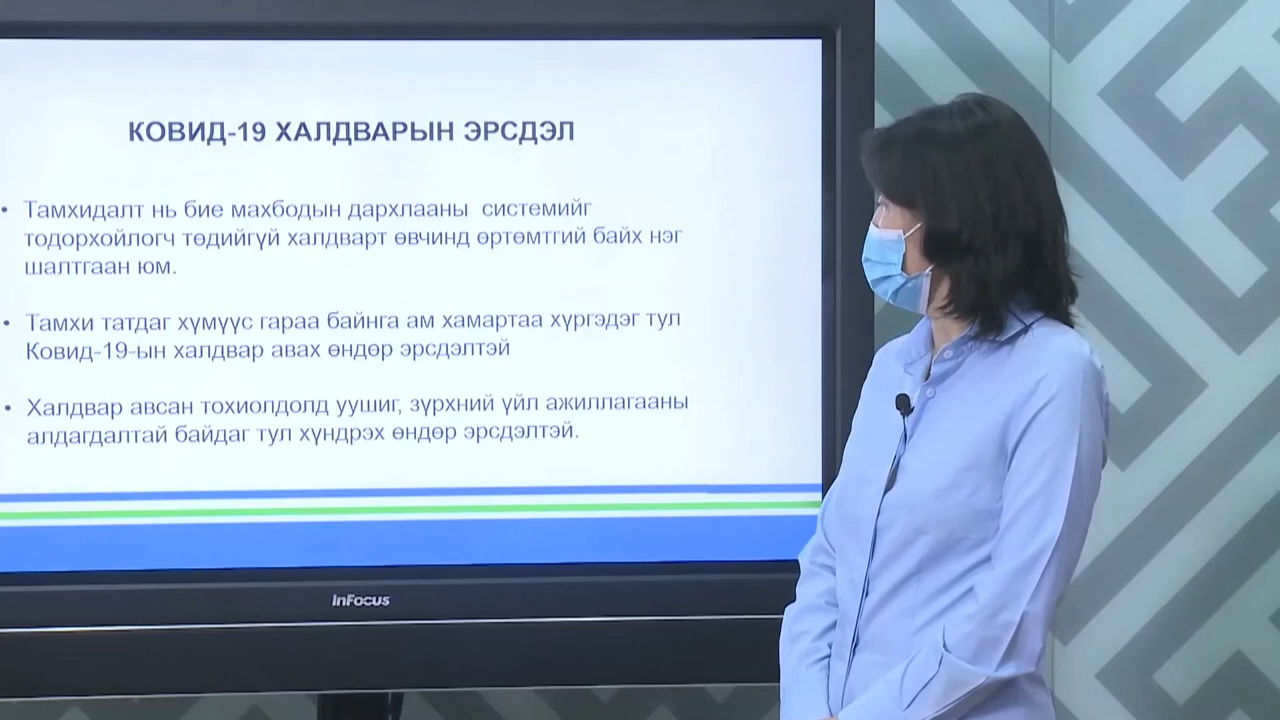 КОВИД-19 ХАЛДВАРЫН ЭРСДЭЛ
• Тамхидалт нь бие махбодын дархлааны системийг
тодорхойлогч төдийгүй халдварт өвчинд өртөмтгий байх нэг
шалтгаан юм.
• Тамхи татдаг хүмүүс гараа байнга ам хамартаа хүргэдэг тул
Ковид-19-ын халдвар авах өндөр эрсдэлтэй
• Халдвар авсан тохиолдолд уушиг, зүрхний үйл ажиллагааны
алдагдалтай байдаг тул хүндрэх өндөр эрсдэлтэй.
InFocus